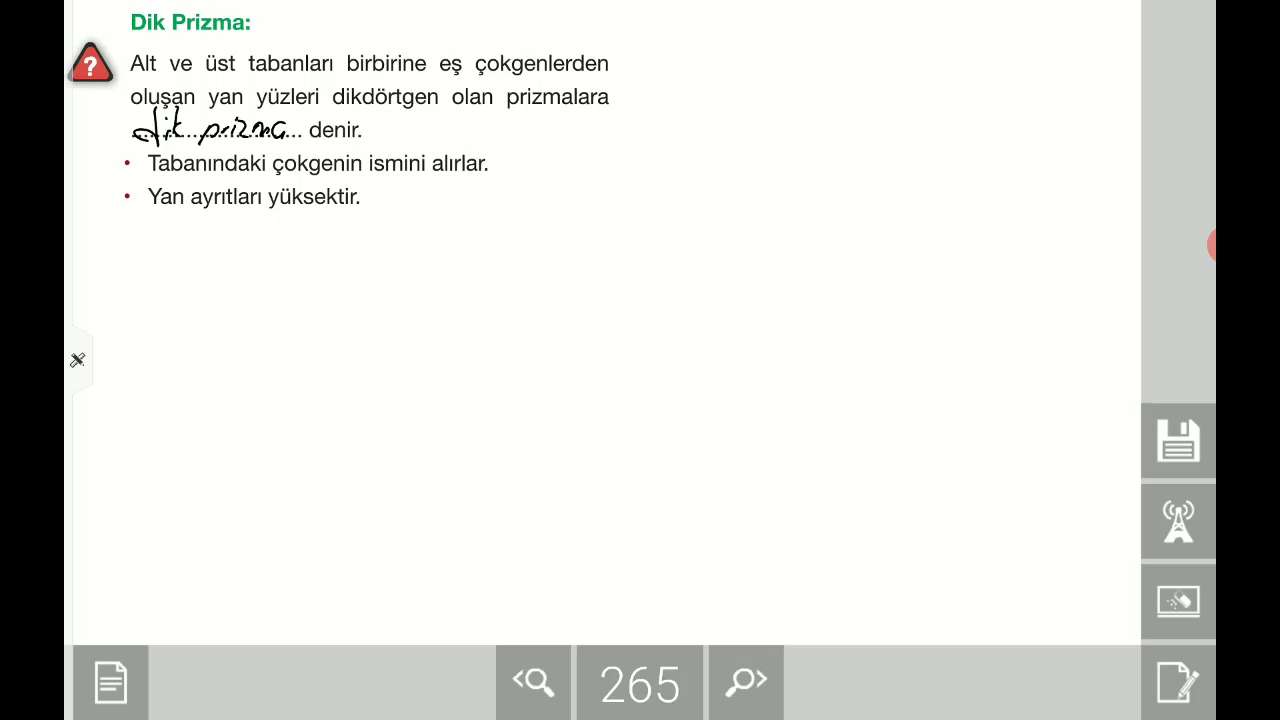 Dik Prizma:
Alt ve üst tabanları birbirine eş çokgenlerden
oluşan yan yüzleri dikdörtgen olan prizmalara
dik prizma denir.
• Tabanındaki çokgenin ismini alırlar.
• Yan ayrıtları yüksektir.
265